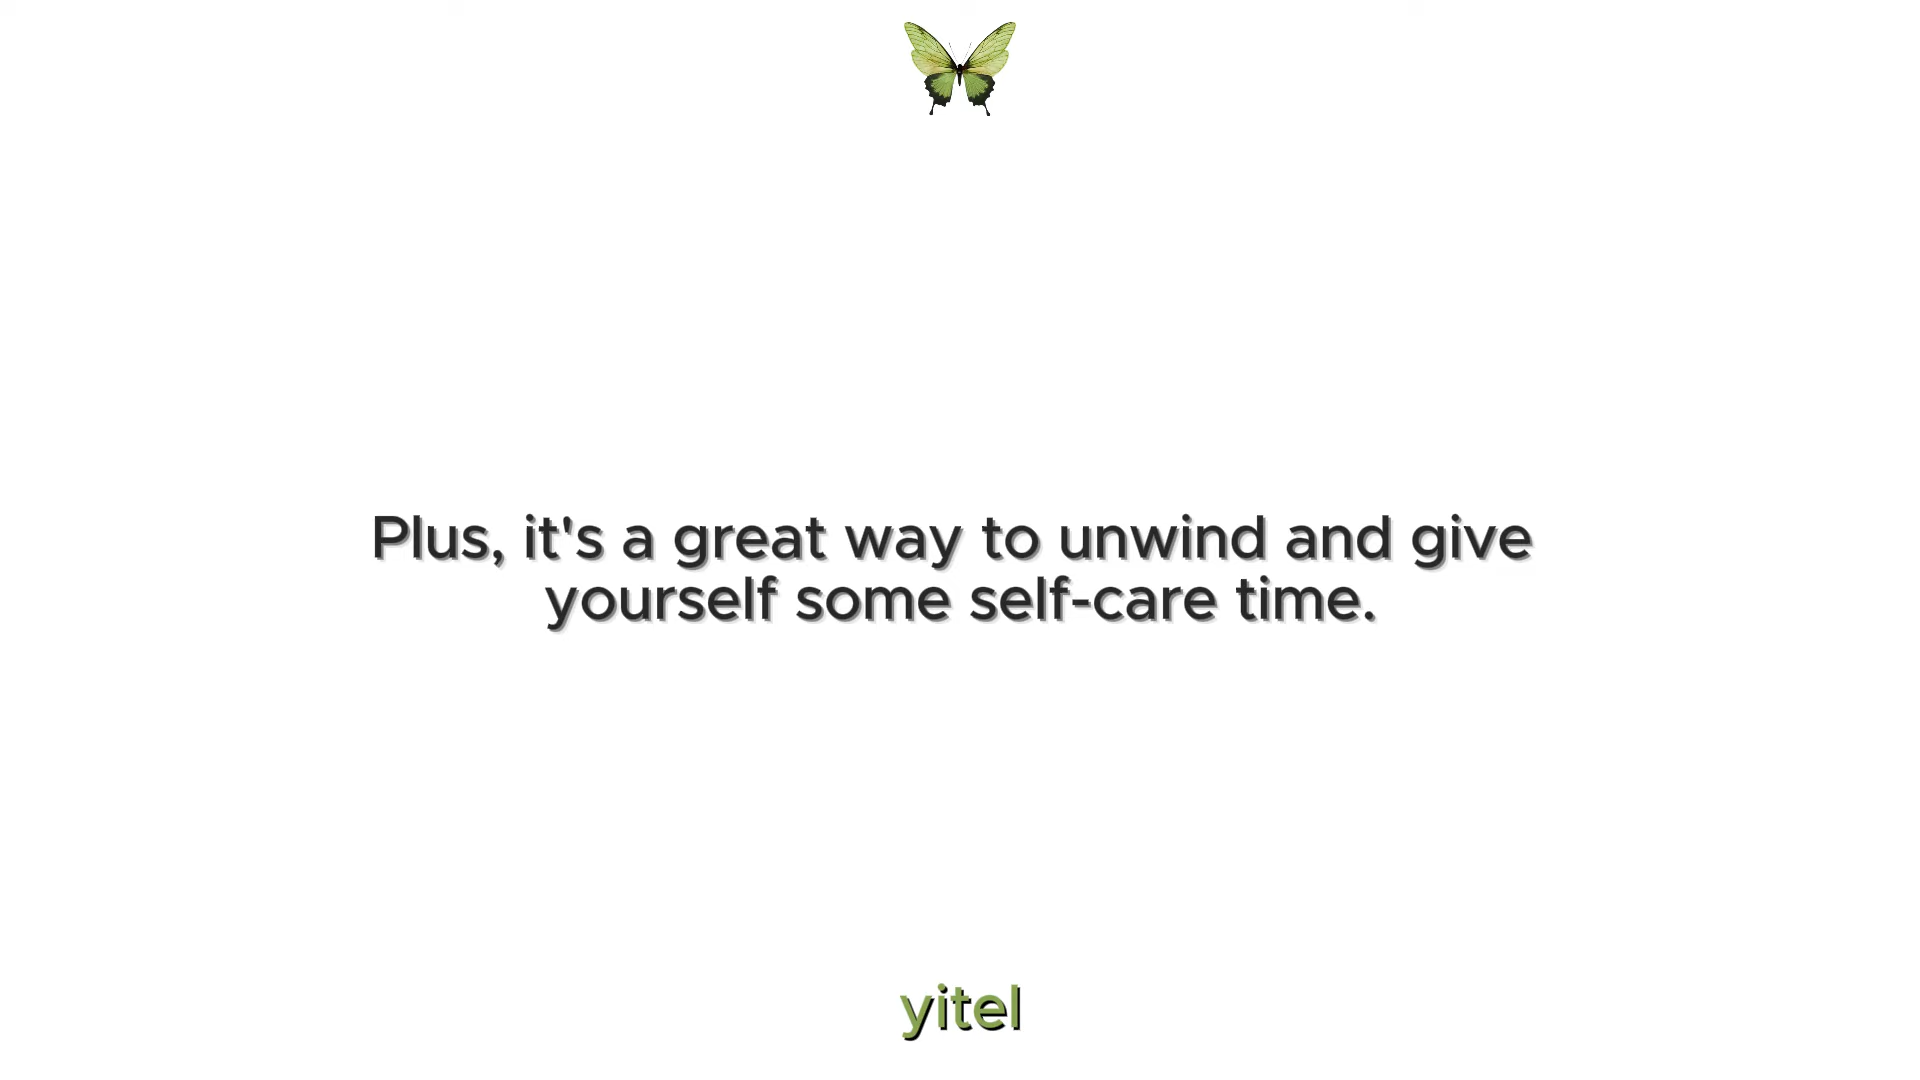 Plus, it's a great way to unwind and give
yourself some self-care time.
yitel